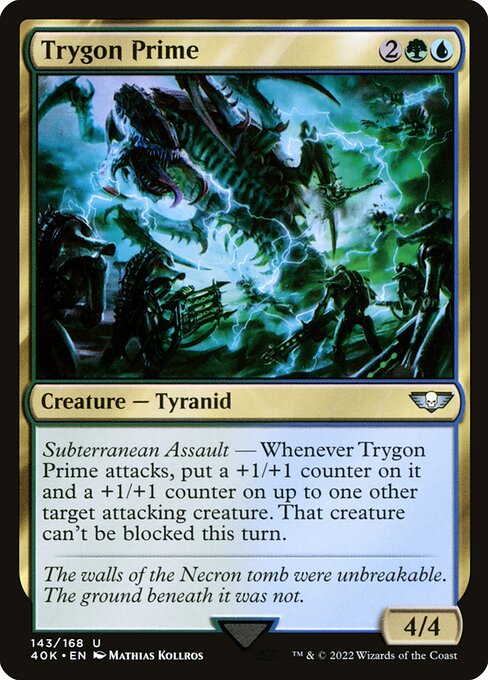 Trygon Prime 2
Creature — Tyranid
Subterranean Assault — Whenever Trygon
Prime attacks, put a +1/+1 counter on it
and a +1/+1 counter on up to one other
target attacking creature. That creature
can't be blocked this turn.
The walls of the Necron tomb were unbreakable.
The ground beneath it was not.
4/4
143/168 U
40K • EN Mathias Kollros
™ & © 2022 Wizards of the Coast